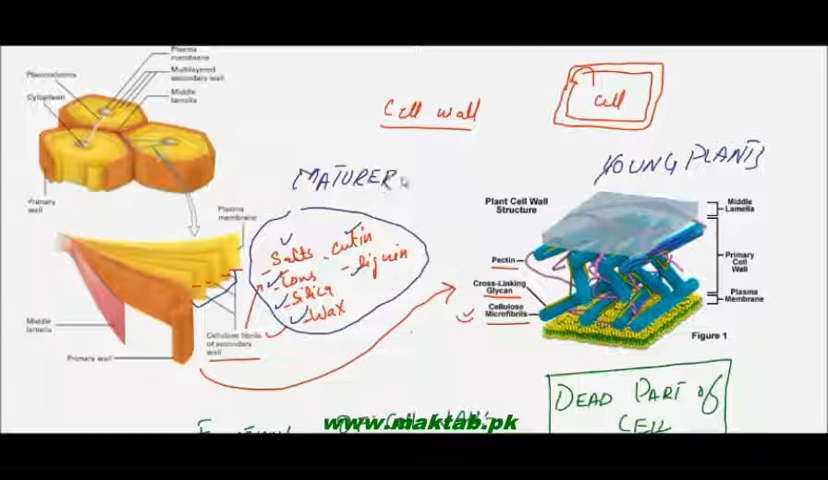 Plasma
membrane
Plasmodesma
Multilayered
secondary wall
Middle
lamella
Cytoplasm
Cell wall
cell
MATURER
YOUNG PLANTS
Primary
wall
Plasma
membrane
Salts
cutin
lignin
Silica
Wax
Middle
lamella
Primary wall
Cellulose fibrils
of secondary
wall
Plant Cell Wall
Structure
Middle
Lamella
Pectin
Primary
Cell
Wall
Cross-Linking
Glycan
Plasma
Membrane
Cellulose
Microfibrils
Figure 1
DEAD PART of
CELL
www.maktab.pk